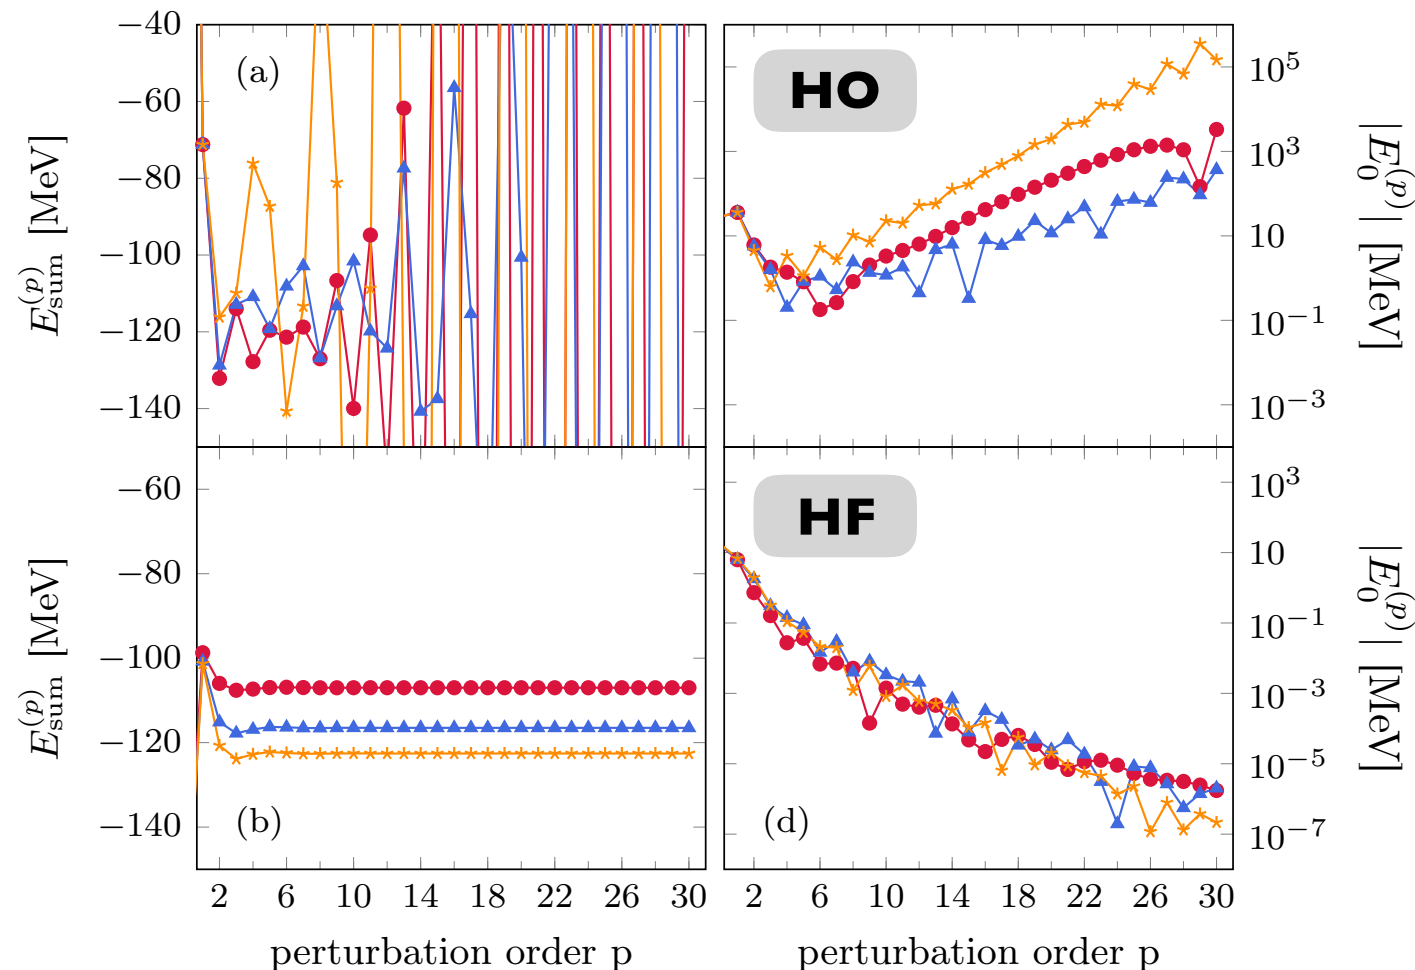 −40
−60
−80
−100
−120
−140
E_sum^(p) [MeV]
(a)
HO
10^5
10^3
10
10^−1
10^−3
|E_0^(p)| [MeV]
−60
−80
−100
−120
−140
E_sum^(p) [MeV]
(b)
HF
(d)
10^3
10
10^−1
10^−3
10^−5
10^−7
|E_0^(p)| [MeV]
2 6 10 14 18 22 26 30
2 6 10 14 18 22 26 30
perturbation order p
perturbation order p